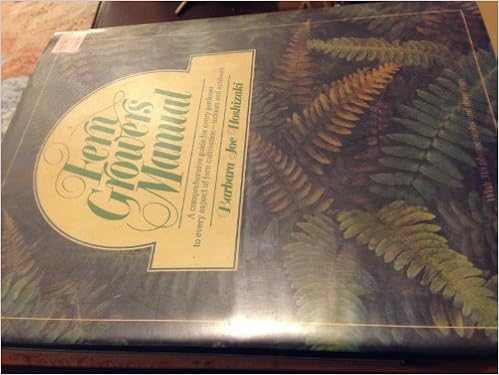 Fern
Growers
Manual
A comprehensive guide for every gardener
to every aspect of fern cultivation—indoors and outdoors
Barbara Joe Hoshizaki